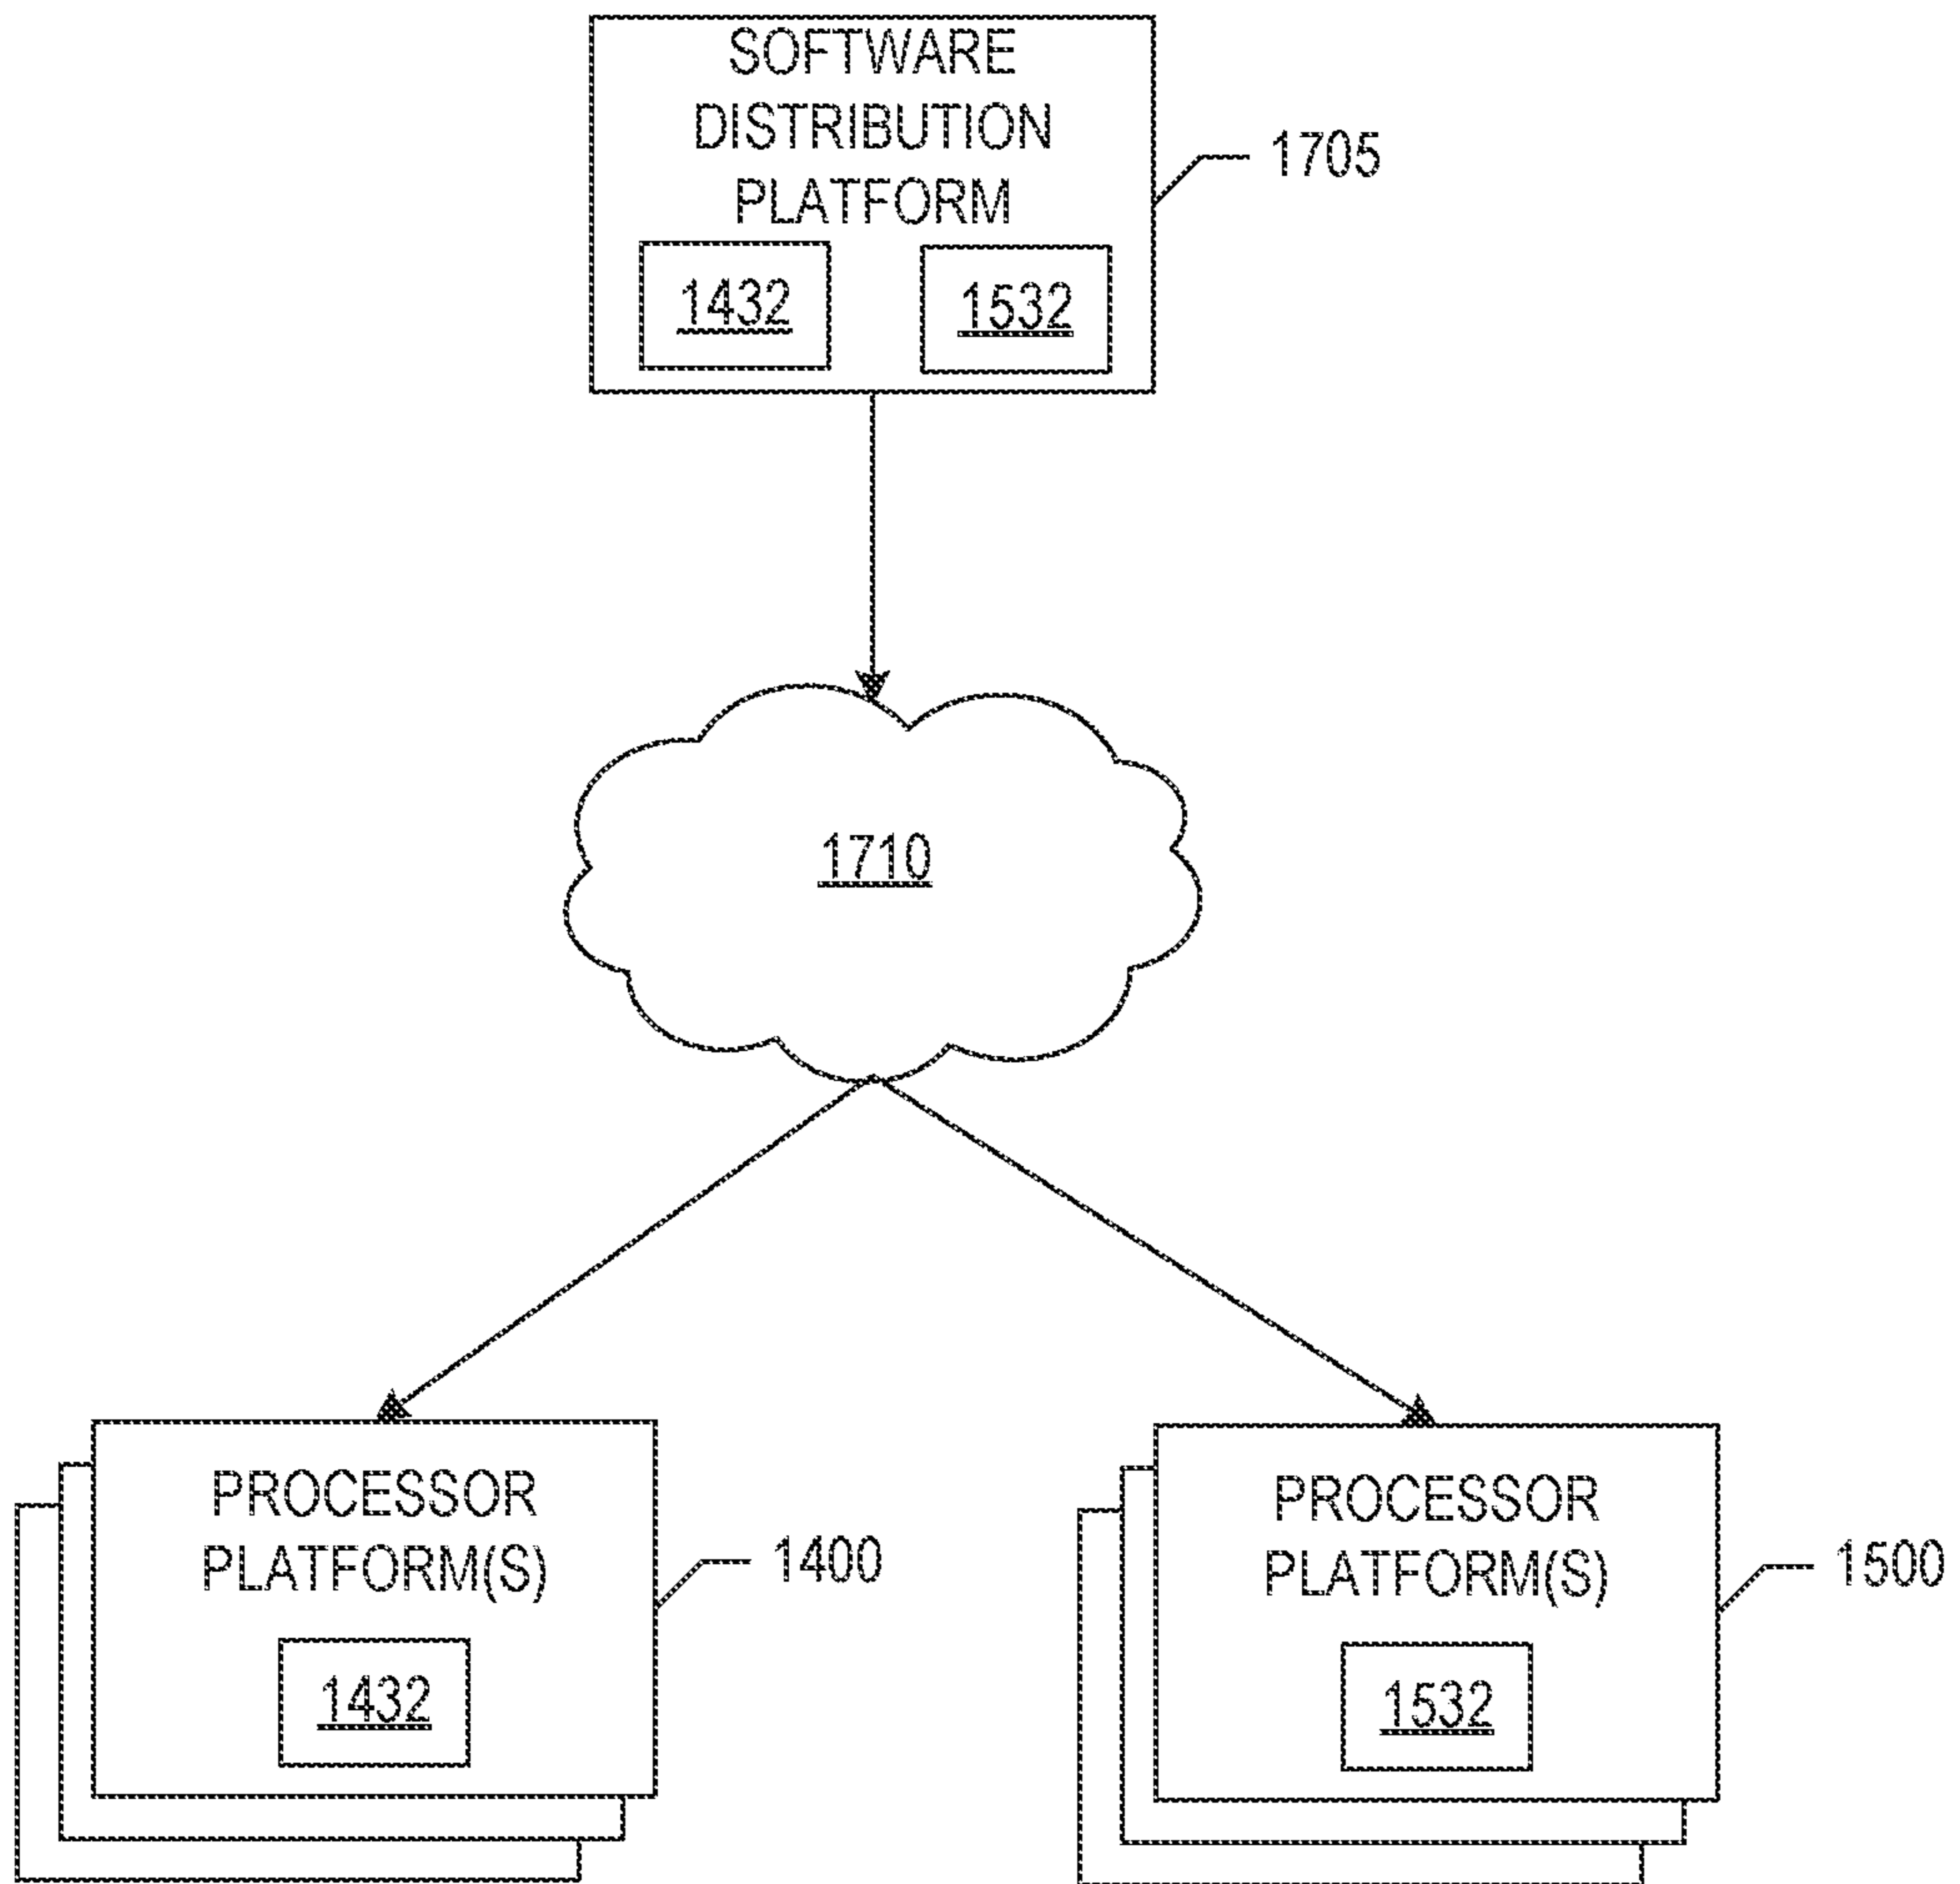 SOFTWARE
DISTRIBUTION
PLATFORM
1432 1532
1705
1710
PROCESSOR
PLATFORM(S)
1432
1400
PROCESSOR
PLATFORM(S)
1532
1500